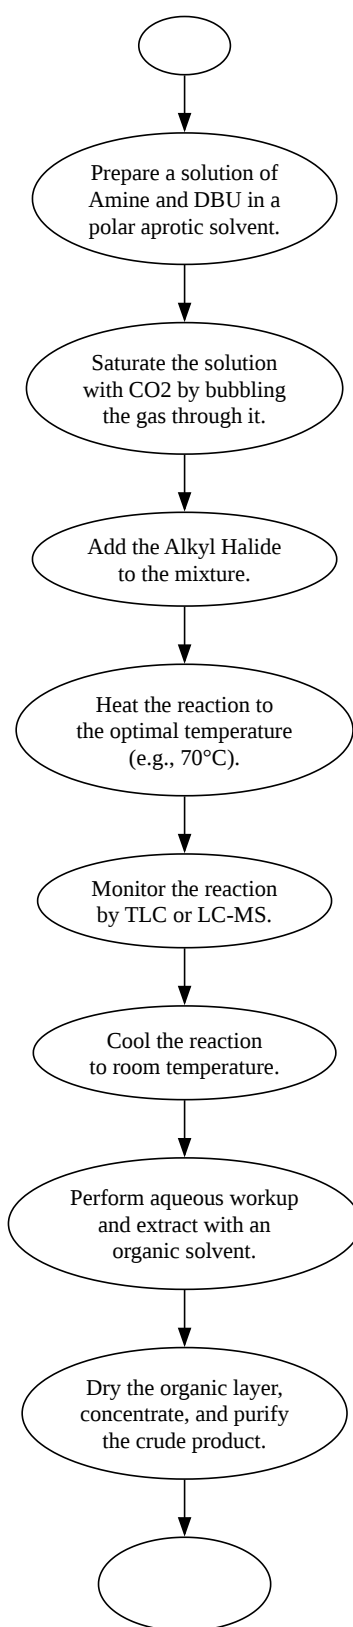 Prepare a solution of
Amine and DBU in a
polar aprotic solvent.
Saturate the solution
with CO2 by bubbling
the gas through it.
Add the Alkyl Halide
to the mixture.
Heat the reaction to
the optimal temperature
(e.g., 70°C).
Monitor the reaction
by TLC or LC-MS.
Cool the reaction
to room temperature.
Perform aqueous workup
and extract with an
organic solvent.
Dry the organic layer,
concentrate, and purify
the crude product.